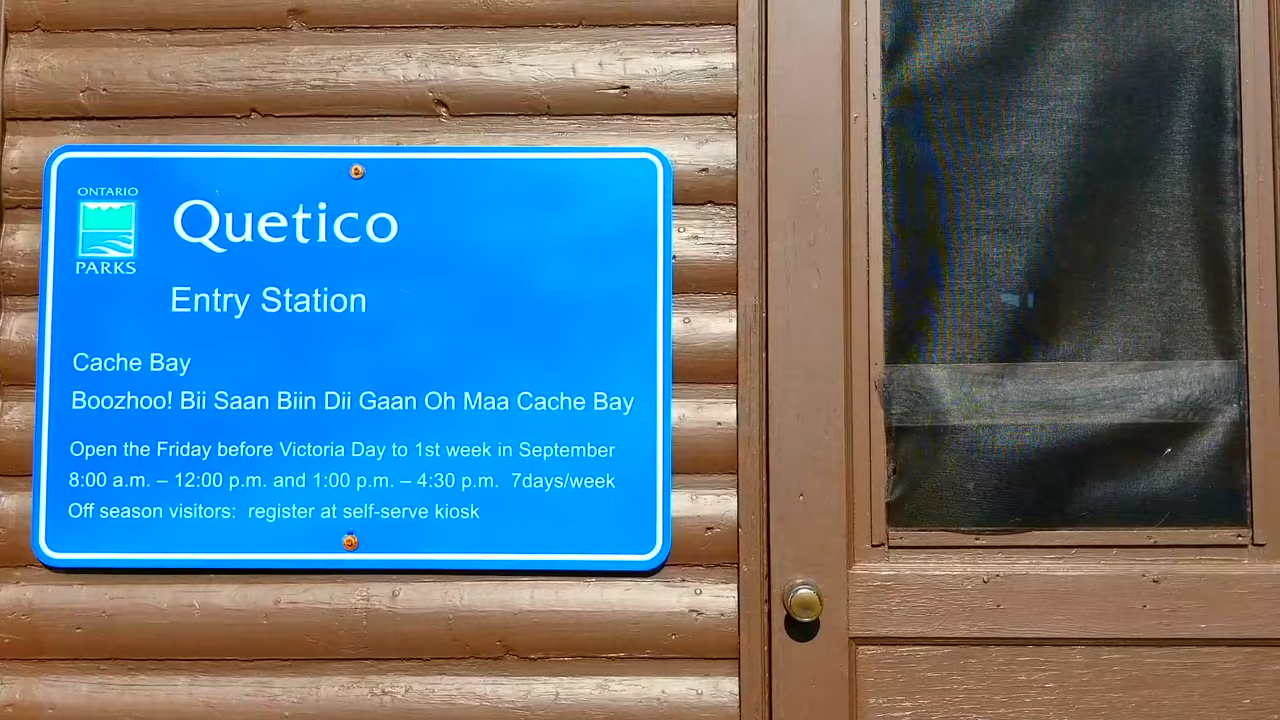 ONTARIO
PARKS
Quetico
Entry Station
Cache Bay
Boozhoo! Bii Saan Biin Dii Gaan Oh Maa Cache Bay
Open the Friday before Victoria Day to 1st week in September
8:00 a.m. – 12:00 p.m. and 1:00 p.m. – 4:30 p.m.  7days/week
Off season visitors:  register at self-serve kiosk